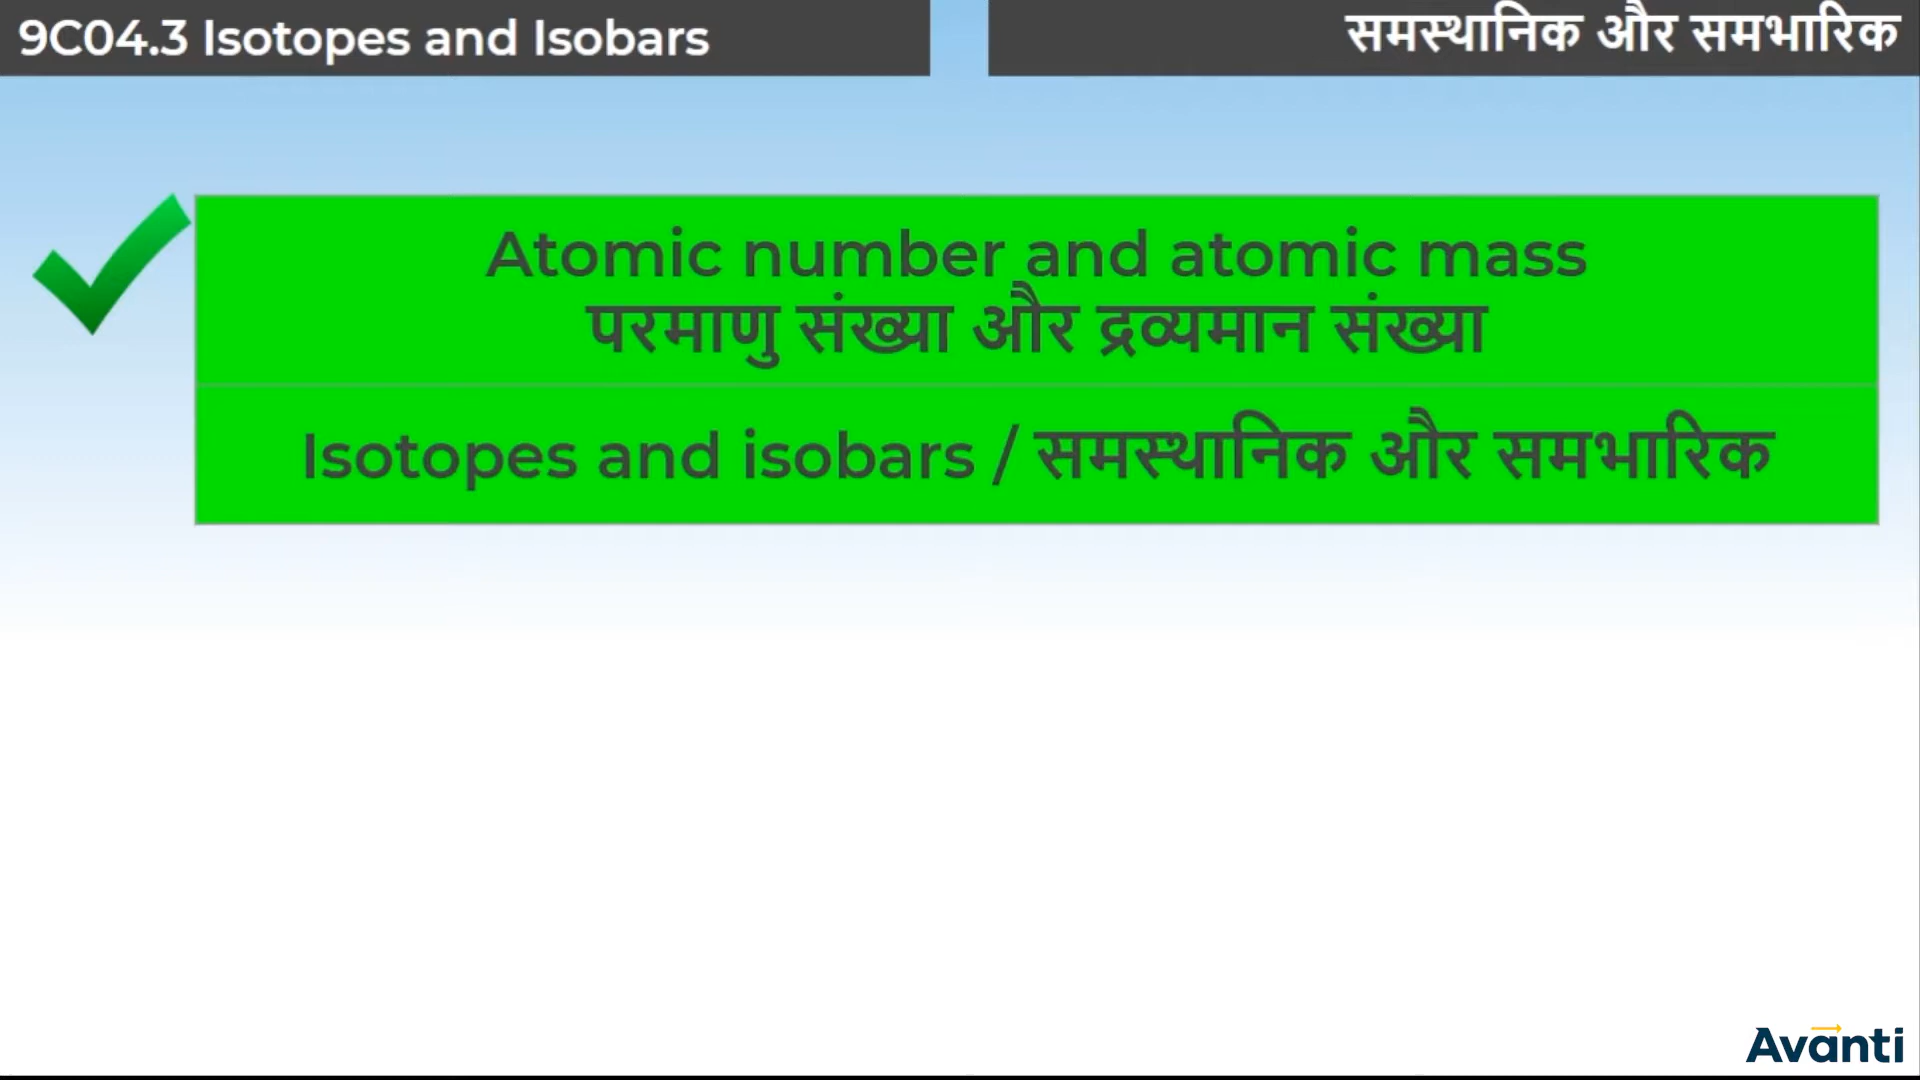 9C04.3 Isotopes and Isobars
समस्थानिक और समभारिक
Atomic number and atomic mass
परमाणु संख्या और द्रव्यमान संख्या
Isotopes and isobars / समस्थानिक और समभारिक
Avanti